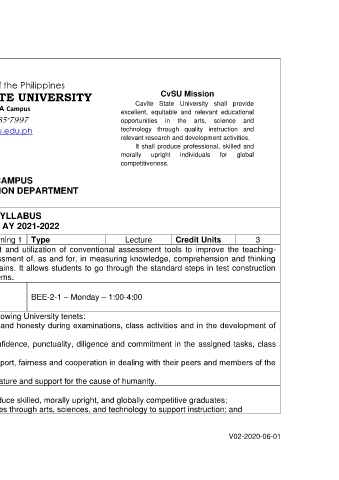 f the Philippines
TE UNIVERSITY
A Campus
85-7997
u.edu.ph
CvSU Mission
Cavite State University shall provide
excellent, equitable and relevant educational
opportunities in the arts, science and
technology through quality instruction and
relevant research and development activities.
It shall produce professional, skilled and
morally upright individuals for global
competitiveness.
AMPUS
ION DEPARTMENT
YLLABUS
AY 2021-2022
ning 1 Type Lecture Credit Units 3
t and utilization of conventional assessment tools to improve the teaching-
ssment of, as and for, in measuring knowledge, comprehension and thinking
ains. It allows students to go through the standard steps in test construction
ems.
BEE-2-1 – Monday – 1:00-4:00
owing University tenets:
and honesty during examinations, class activities and in the development of
nfidence, punctuality, diligence and commitment in the assigned tasks, class
port, fairness and cooperation in dealing with their peers and members of the
ature and support for the cause of humanity.
duce skilled, morally upright, and globally competitive graduates;
es through arts, sciences, and technology to support instruction; and
V02-2020-06-01